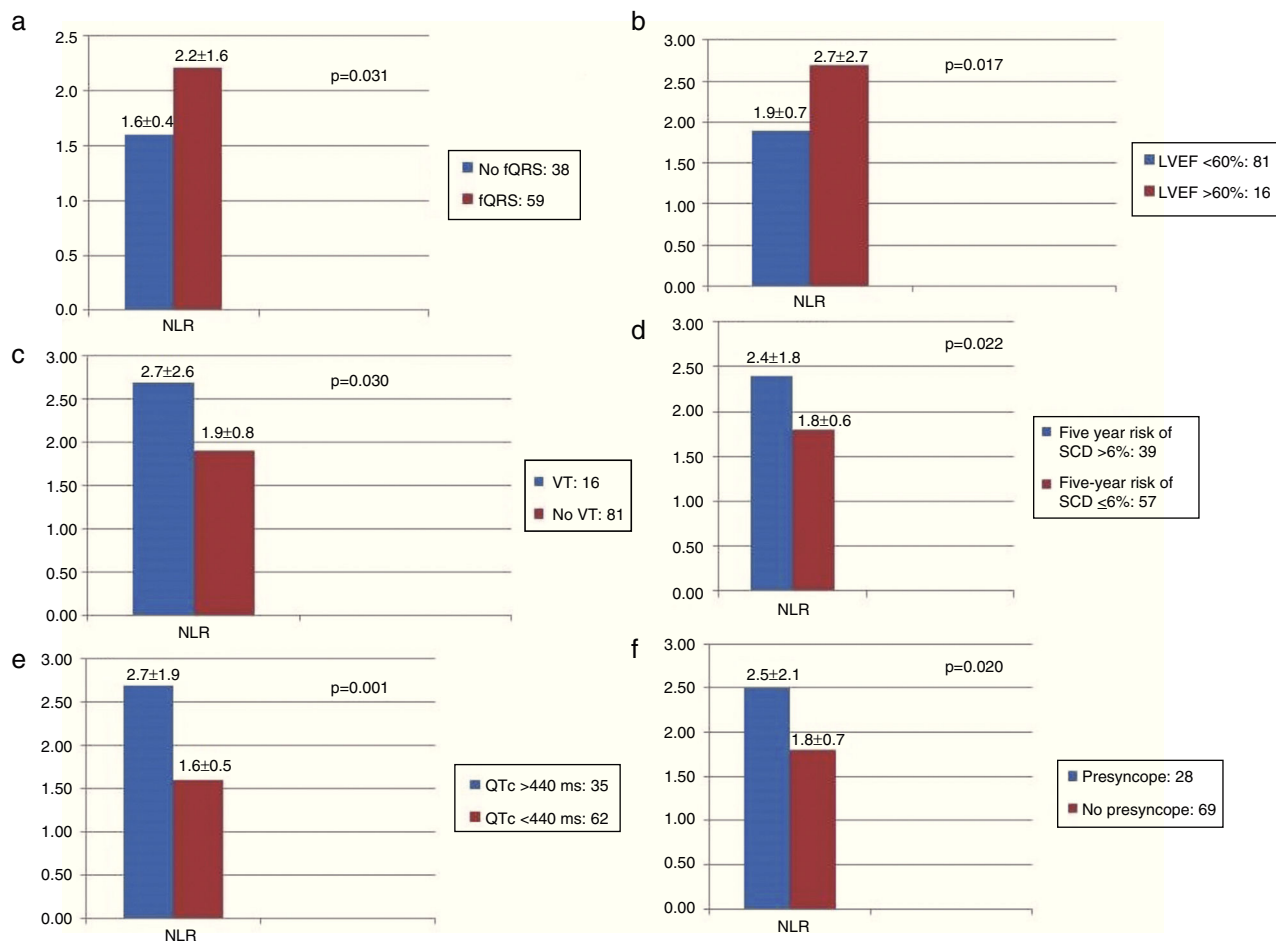 a
2.5
2.0
1.5
1.0
0.5
0.0
2.2±1.6
1.6±0.4
p=0.031
NLR
No fQRS: 38
fQRS: 59
b
3.00
2.50
2.00
1.50
1.00
0.50
0.00
2.7±2.7
1.9±0.7
p=0.017
NLR
LVEF <60%: 81
LVEF >60%: 16
c
3.00
2.50
2.00
1.50
1.00
0.50
0.00
2.7±2.6
1.9±0.8
p=0.030
NLR
VT: 16
No VT: 81
d
3.00
2.50
2.00
1.50
1.00
0.50
0.00
2.4±1.8
1.8±0.6
p=0.022
NLR
Five year risk of
SCD >6%: 39
Five-year risk of
SCD ≤6%: 57
e
3.00
2.50
2.00
1.50
1.00
0.50
0.00
2.7±1.9
1.6±0.5
p=0.001
NLR
QTc >440 ms: 35
QTc <440 ms: 62
f
3.00
2.50
2.00
1.50
1.00
0.50
0.00
2.5±2.1
1.8±0.7
p=0.020
NLR
Presyncope: 28
No presyncope: 69